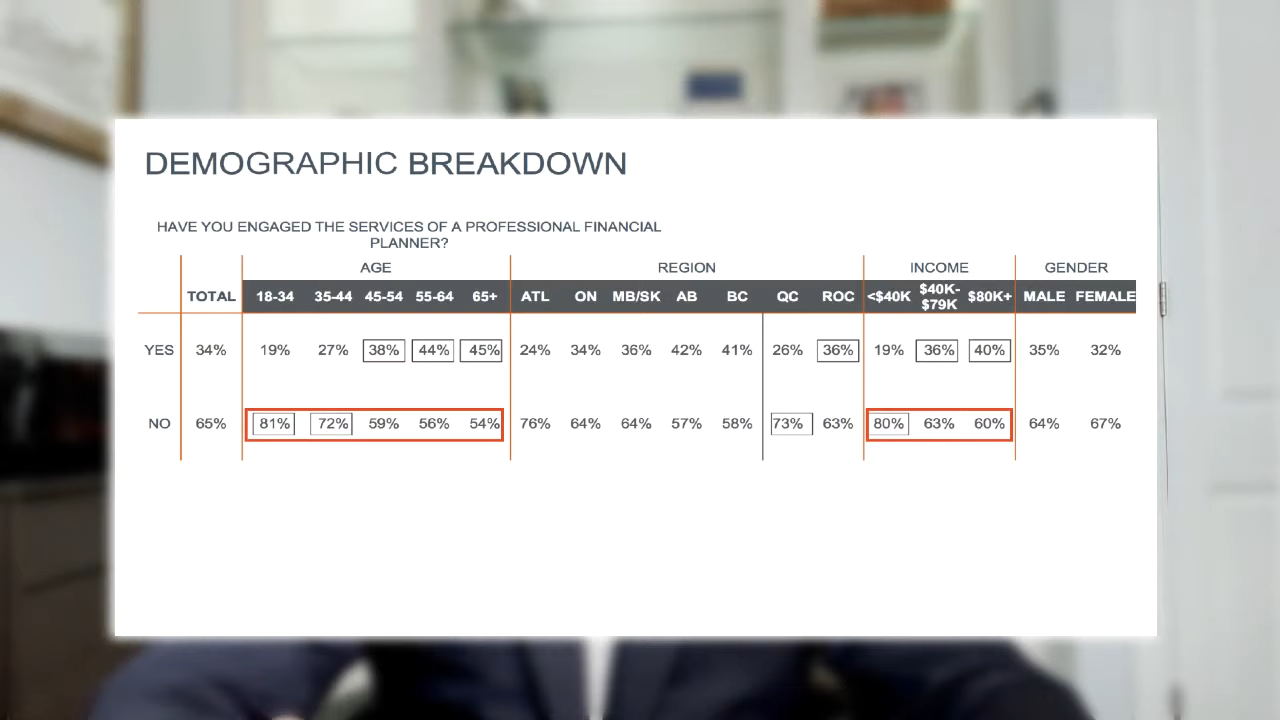 DEMOGRAPHIC BREAKDOWN
HAVE YOU ENGAGED THE SERVICES OF A PROFESSIONAL FINANCIAL
PLANNER?
AGE REGION INCOME GENDER
TOTAL 18-34 35-44 45-54 55-64 65+ ATL ON MB/SK AB BC QC ROC <$40K $40K-$79K $80K+ MALE FEMALE
YES 34% 19% 27% 38% 44% 45% 24% 34% 36% 42% 41% 26% 36% 19% 36% 40% 35% 32%
NO 65% 81% 72% 59% 56% 54% 76% 64% 64% 57% 58% 73% 63% 80% 63% 60% 64% 67%